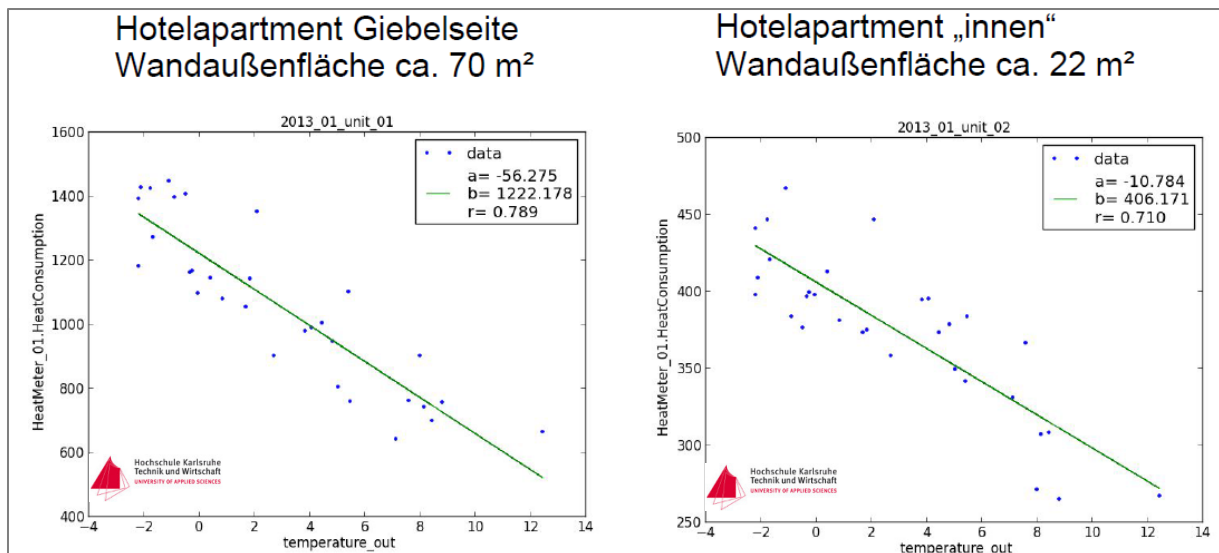 Hotelapartment Giebelseite
Wandaußenfläche ca. 70 m²
2013_01_unit_01
HeatMeter_01.HeatConsumption
1600
1400
1200
1000
800
600
400
data
a= -56.275
b= 1222.178
r= 0.789
Hochschule Karlsruhe
Technik und Wirtschaft
UNIVERSITY OF APPLIED SCIENCES
−4
−2
0
2
4
6
8
10
12
14
temperature_out
Hotelapartment „innen“
Wandaußenfläche ca. 22 m²
2013_01_unit_02
HeatMeter_01.HeatConsumption
500
450
400
350
300
250
data
a= -10.784
b= 406.171
r= 0.710
Hochschule Karlsruhe
Technik und Wirtschaft
UNIVERSITY OF APPLIED SCIENCES
−4
−2
0
2
4
6
8
10
12
14
temperature_out